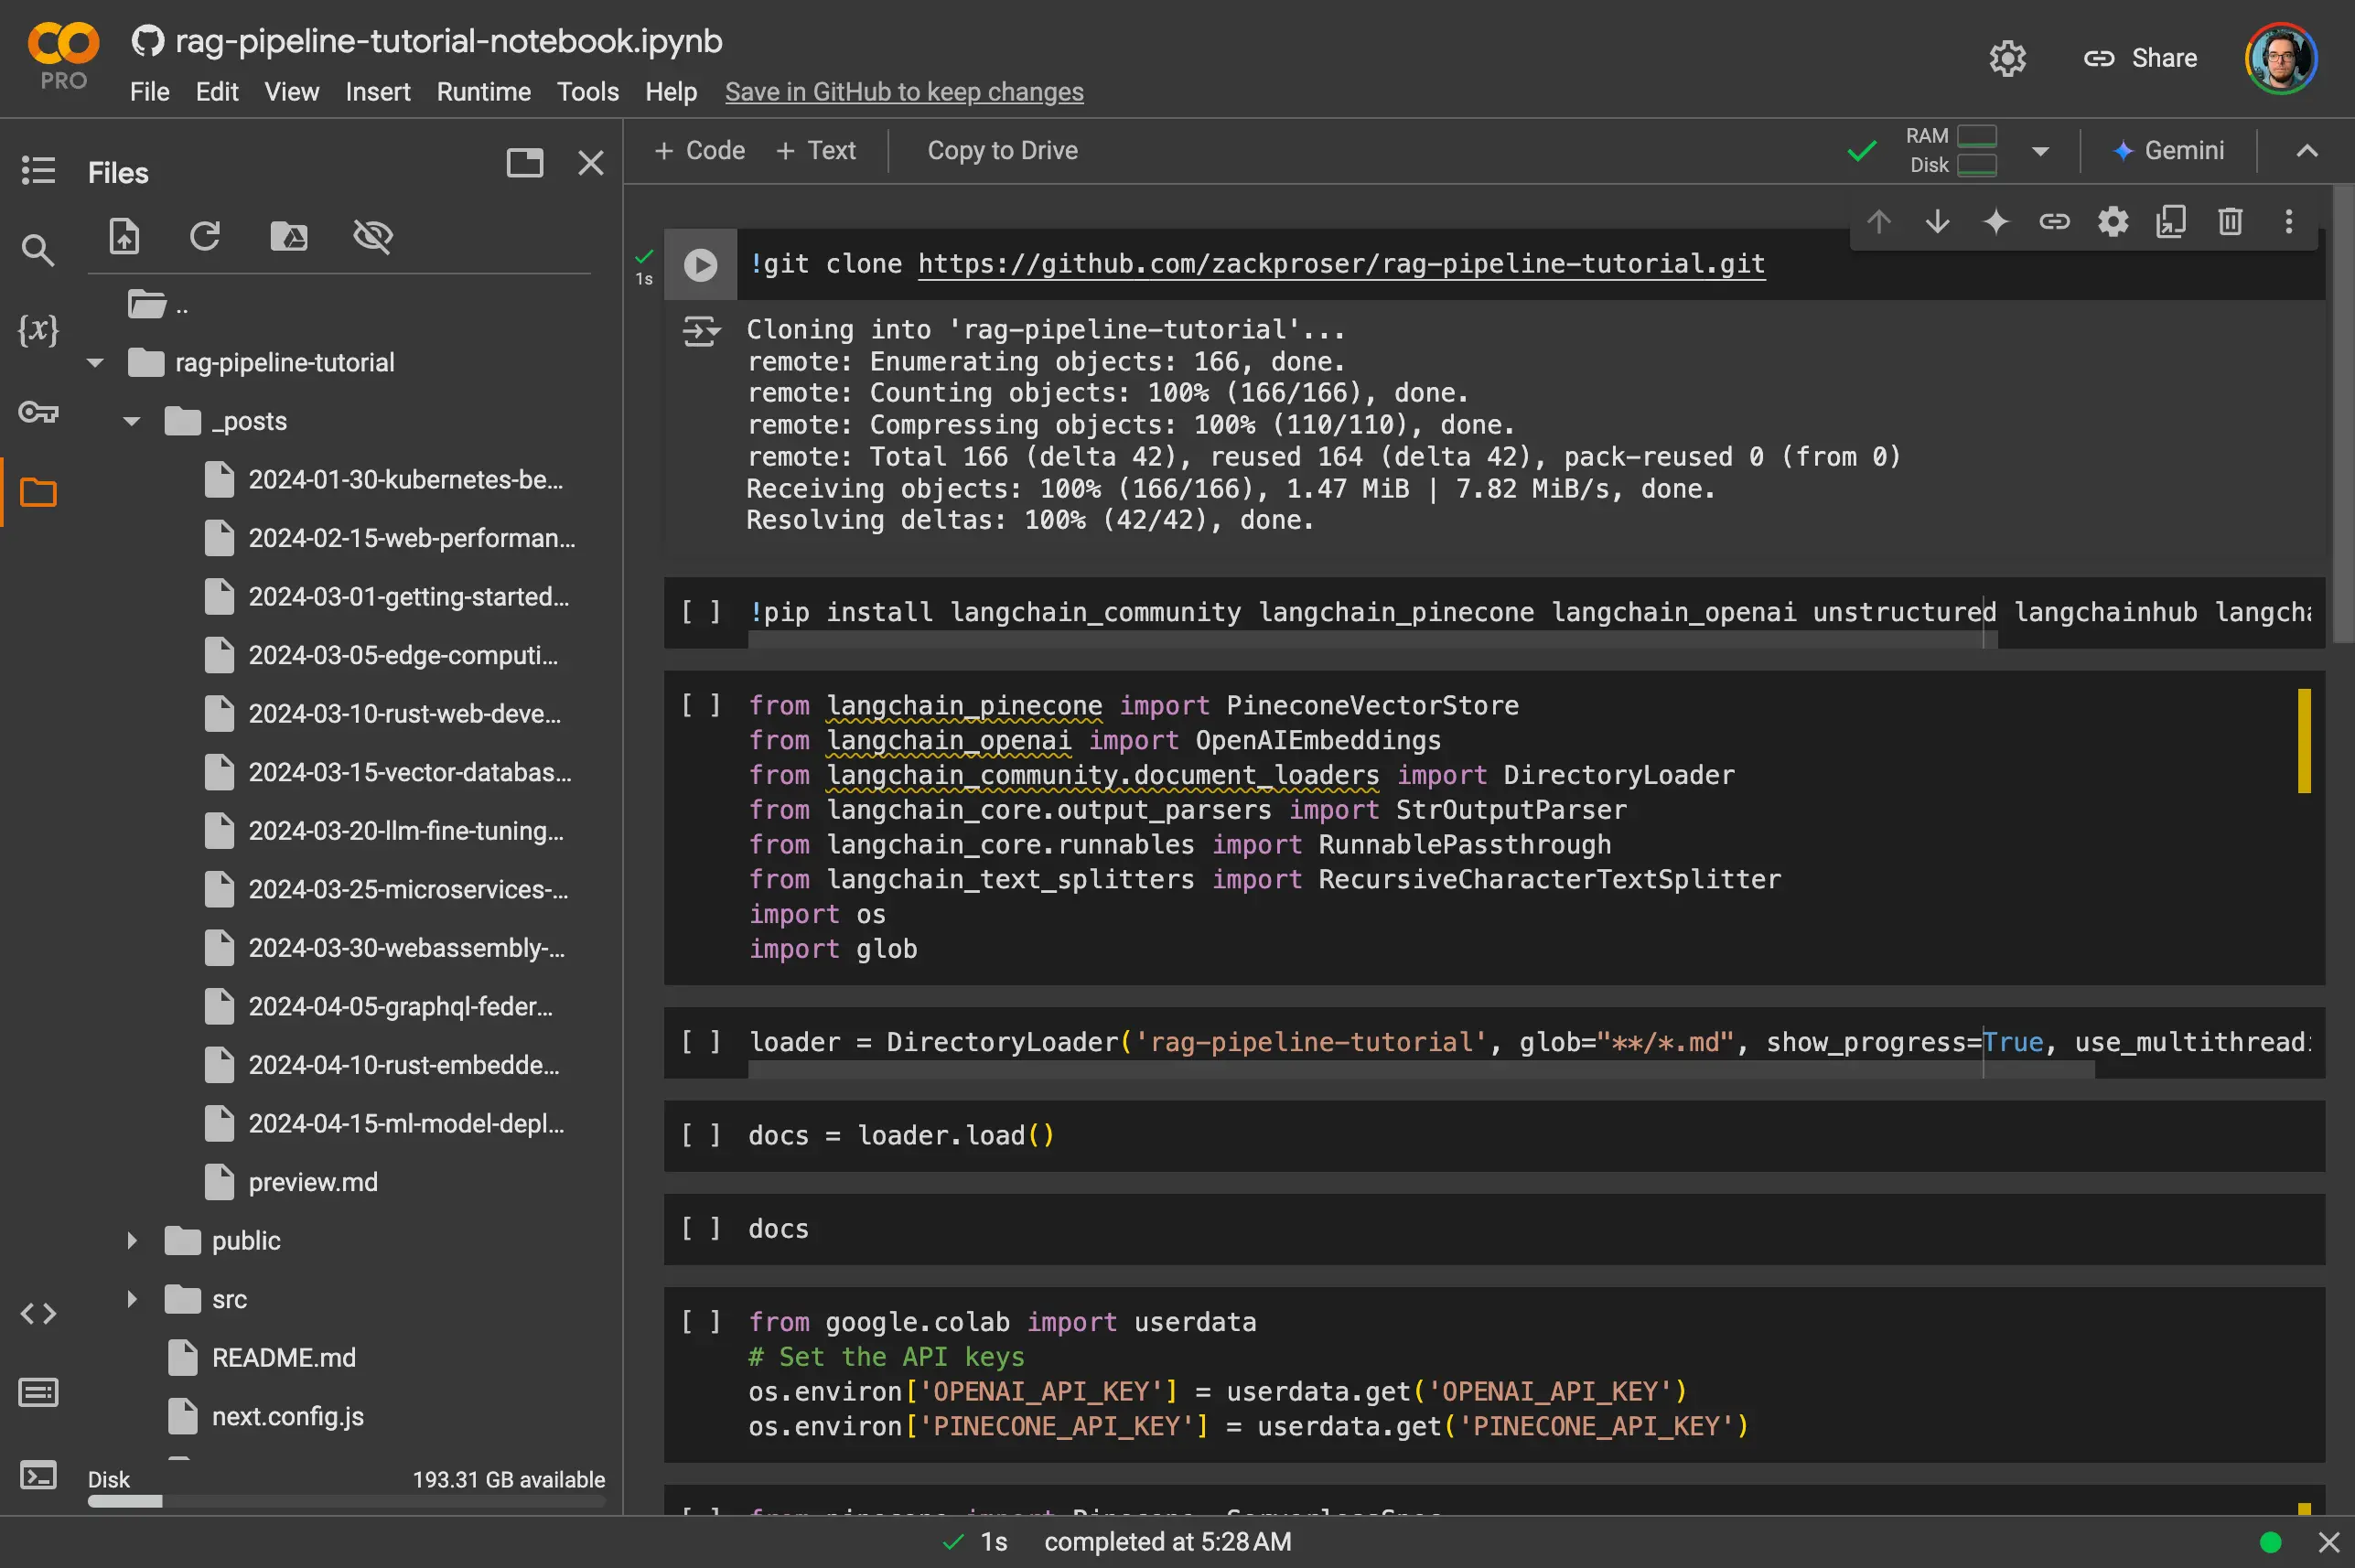 PRO
rag-pipeline-tutorial-notebook.ipynb
File Edit View Insert Runtime Tools Help Save in GitHub to keep changes
Share
Files
+ Code + Text Copy to Drive
RAM
Disk
Gemini
..
rag-pipeline-tutorial
_posts
2024-01-30-kubernetes-be...
2024-02-15-web-performan...
2024-03-01-getting-started...
2024-03-05-edge-computi...
2024-03-10-rust-web-deve...
2024-03-15-vector-databas...
2024-03-20-llm-fine-tuning...
2024-03-25-microservices-...
2024-03-30-webassembly-...
2024-04-05-graphql-feder...
2024-04-10-rust-embedde...
2024-04-15-ml-model-depl...
preview.md
public
src
README.md
next.config.js
Disk 193.31 GB available
{x}
1s
!git clone https://github.com/zackproser/rag-pipeline-tutorial.git
Cloning into 'rag-pipeline-tutorial'...
remote: Enumerating objects: 166, done.
remote: Counting objects: 100% (166/166), done.
remote: Compressing objects: 100% (110/110), done.
remote: Total 166 (delta 42), reused 164 (delta 42), pack-reused 0 (from 0)
Receiving objects: 100% (166/166), 1.47 MiB | 7.82 MiB/s, done.
Resolving deltas: 100% (42/42), done.
[ ] !pip install langchain_community langchain_pinecone langchain_openai unstructured langchainhub
[ ] from langchain_pinecone import PineconeVectorStore
from langchain_openai import OpenAIEmbeddings
from langchain_community.document_loaders import DirectoryLoader
from langchain_core.output_parsers import StrOutputParser
from langchain_core.runnables import RunnablePassthrough
from langchain_text_splitters import RecursiveCharacterTextSplitter
import os
import glob
[ ] loader = DirectoryLoader('rag-pipeline-tutorial', glob="**/*.md", show_progress=True,
[ ] docs = loader.load()
[ ] docs
[ ] from google.colab import userdata
# Set the API keys
os.environ['OPENAI_API_KEY'] = userdata.get('OPENAI_API_KEY')
os.environ['PINECONE_API_KEY'] = userdata.get('PINECONE_API_KEY')
1s completed at 5:28 AM